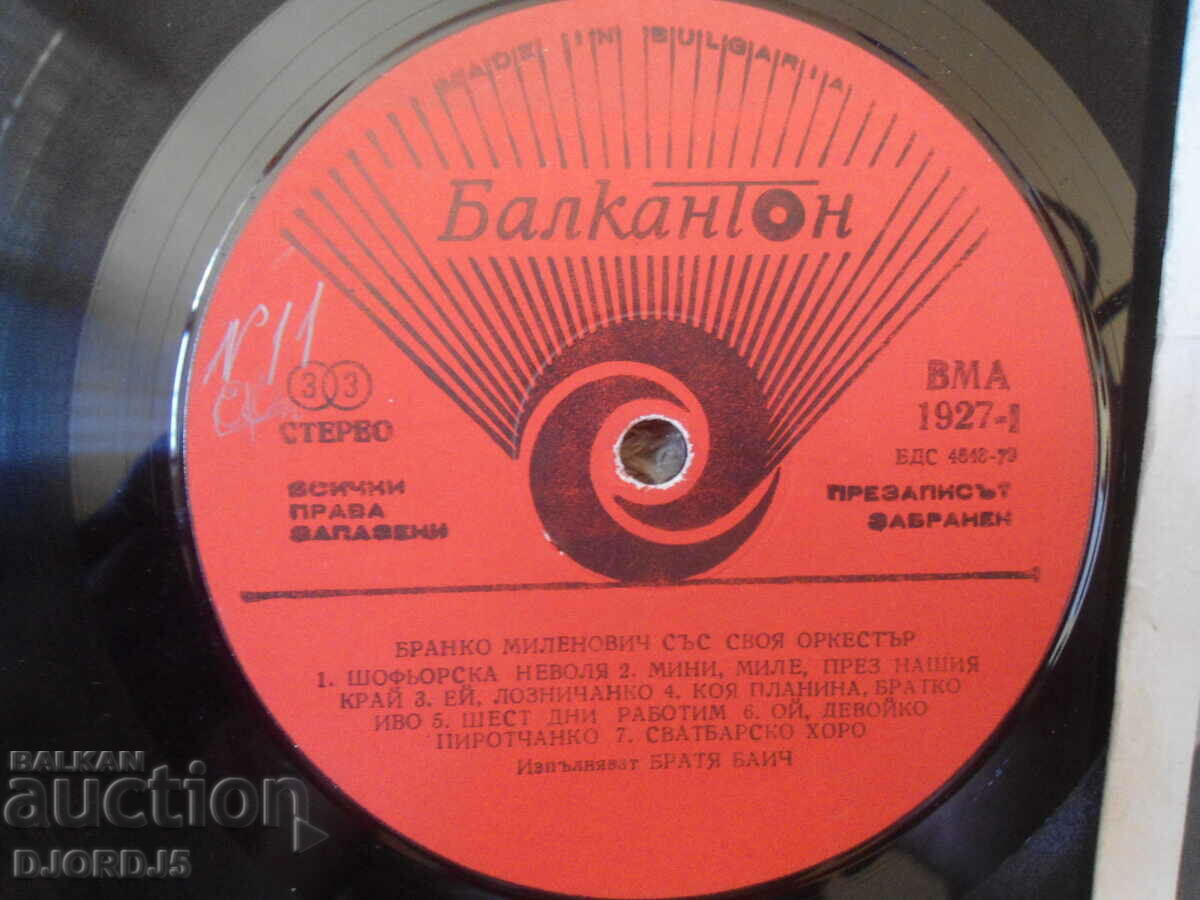 MADE IN BULGARIA
Балкантон
N 11
33
СТЕРЕО
ВМА
1927-I
БДС 4848-79
ВСИЧКИ
ПРАВА
ЗАПАЗЕНИ
ПРЕЗАПИСЪТ
ЗАБРАНЕН
БРАНКО МИЛЕНОВИЧ СЪС СВОЯ ОРКЕСТЪР
1. ШОФЬОРСКА НЕВОЛЯ 2. МИНИ, МИЛЕ, ПРЕЗ НАШИЯ
КРАЙ 3. ЕЙ, ЛОЗНИЧАНКО 4. КОЯ ПЛАНИНА, БРАТКО
ИВО 5. ШЕСТ ДНИ РАБОТИМ 6. ОЙ, ДЕВОЙКО
ПИРОТЧАНКО 7. СВАТБАРСКО ХОРО
Изпълняват БРАТЯ БАИЧ
BALKAN
auction
DJORDJ5